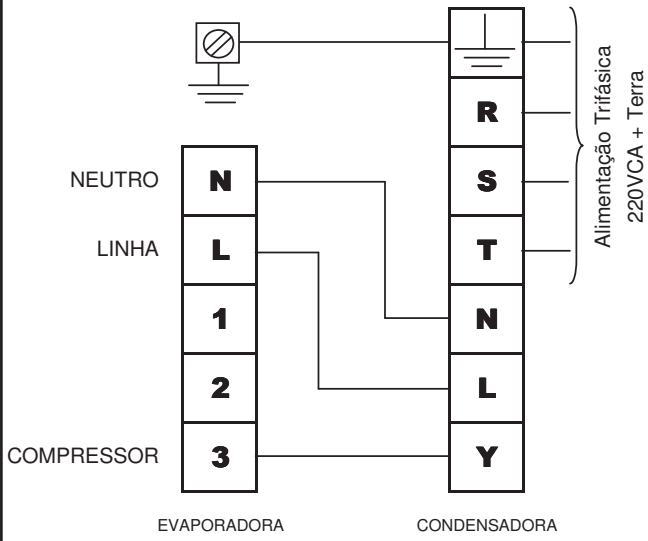 R
S
T
N
L
Y
Alimentação Trifásica
220VCA + Terra
NEUTRO
N
LINHA
L
1
2
COMPRESSOR
3
EVAPORADORA
CONDENSADORA